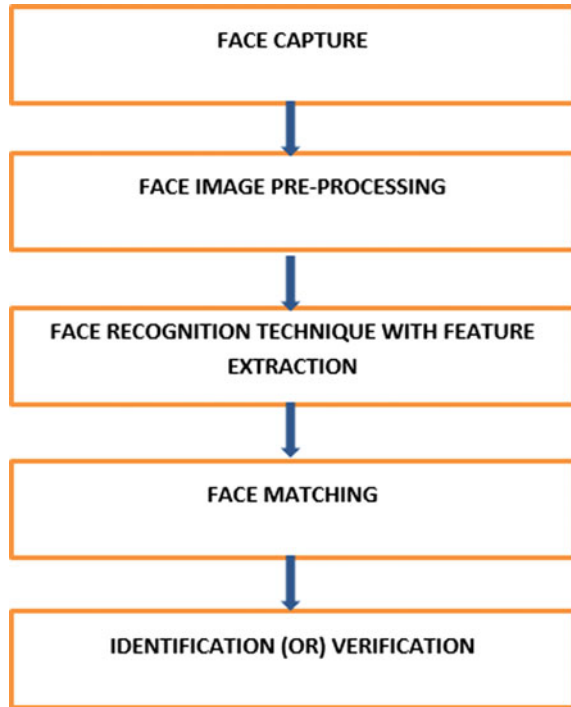 FACE CAPTURE
FACE IMAGE PRE-PROCESSING
FACE RECOGNITION TECHNIQUE WITH FEATURE
EXTRACTION
FACE MATCHING
IDENTIFICATION (OR) VERIFICATION